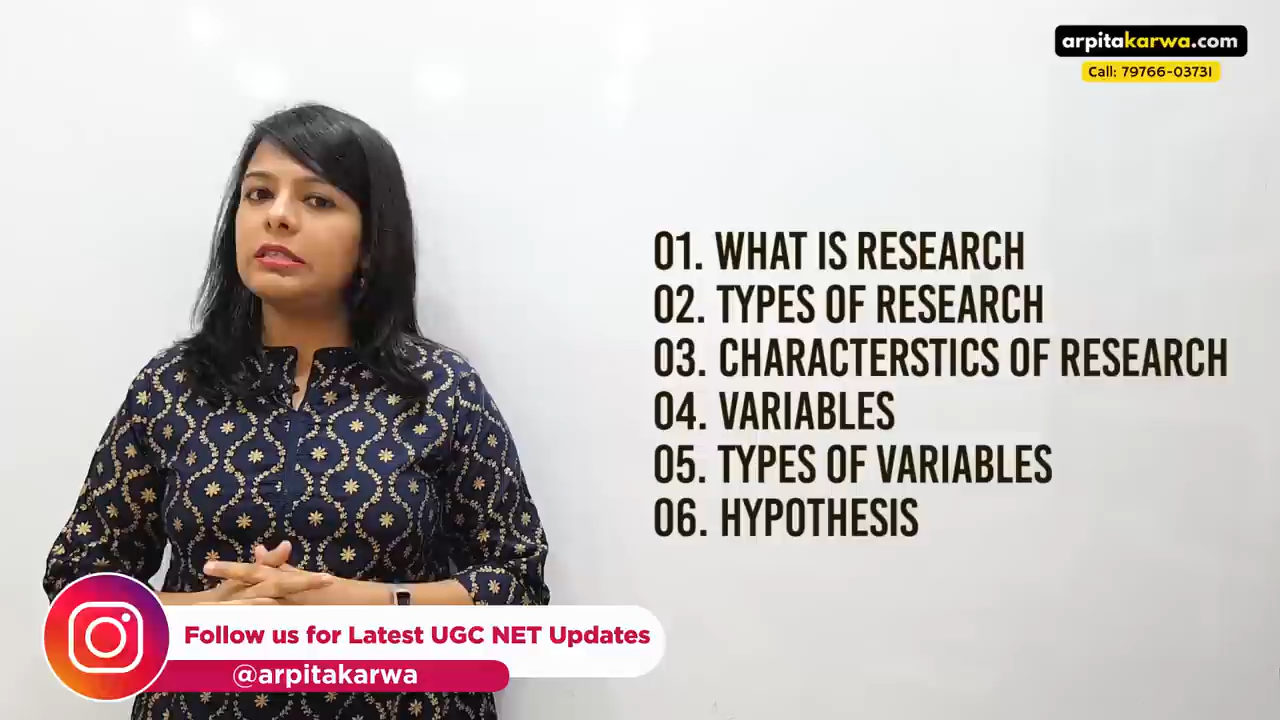 arpitakarwa.com
Call: 79766-03731
01. WHAT IS RESEARCH
02. TYPES OF RESEARCH
03. CHARACTERSTICS OF RESEARCH
04. VARIABLES
05. TYPES OF VARIABLES
06. HYPOTHESIS
Follow us for Latest UGC NET Updates
@arpitakarwa